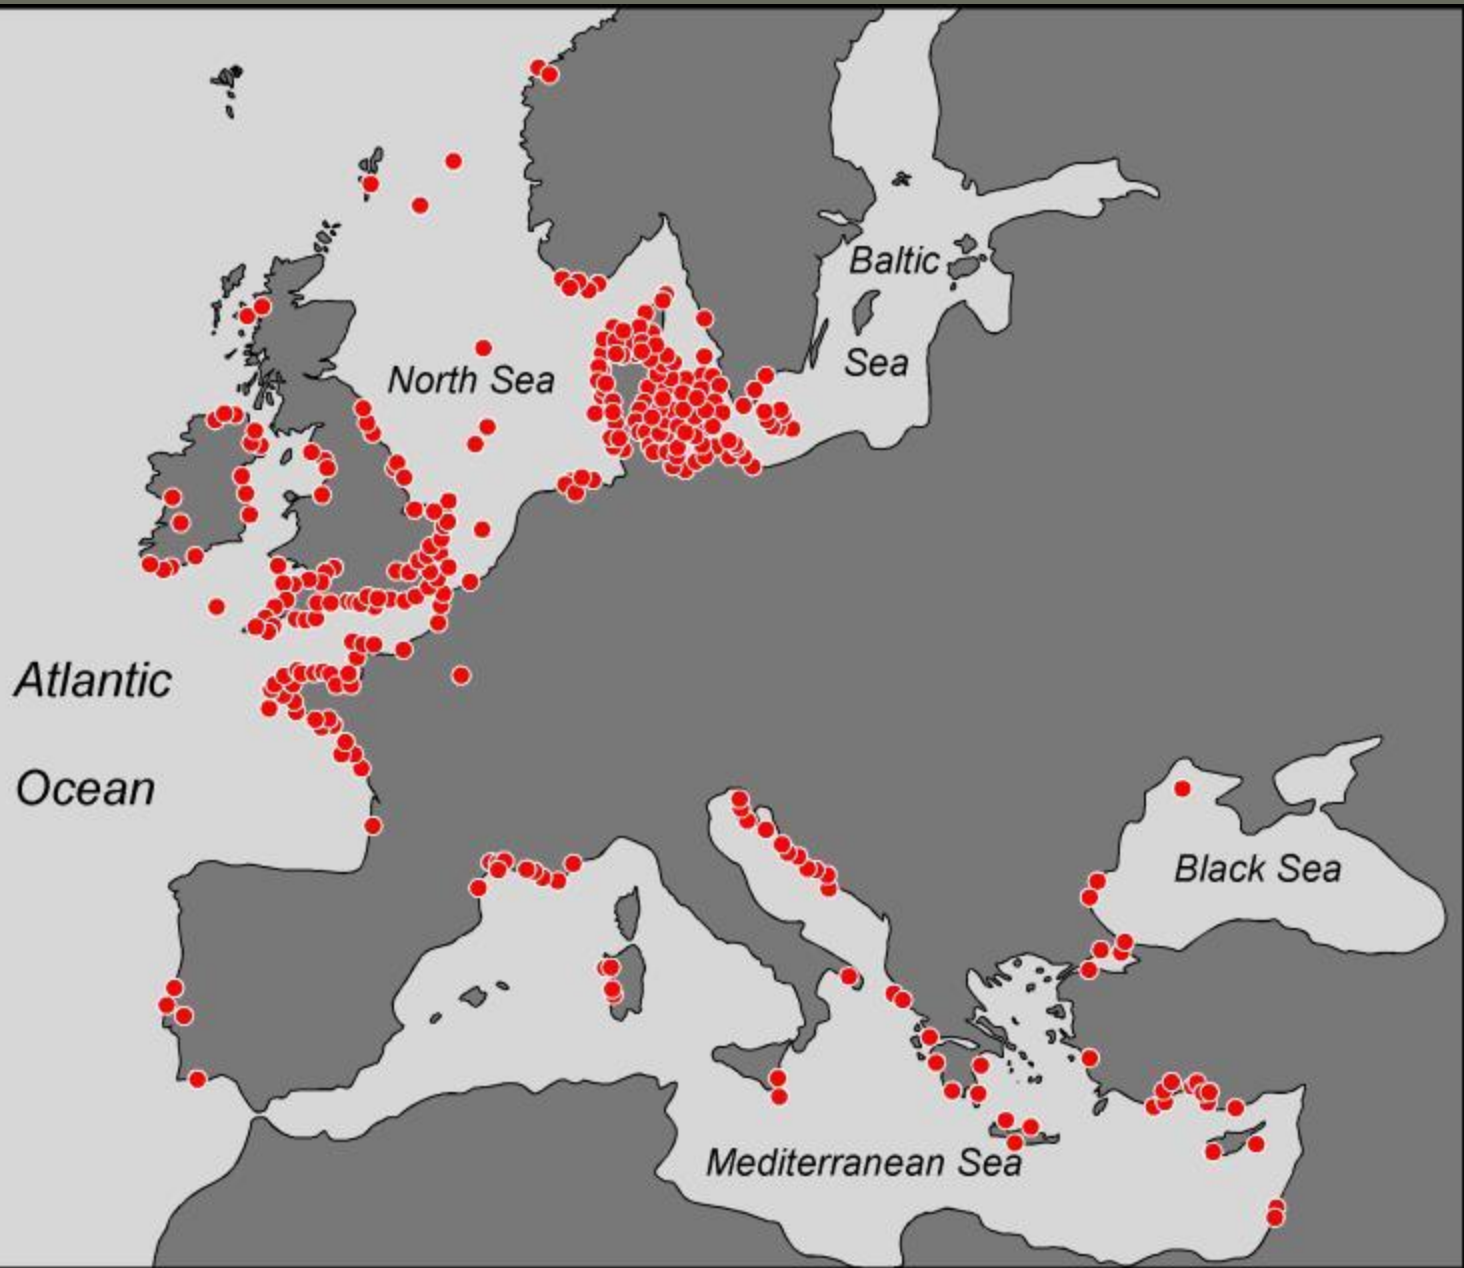 Baltic
Sea
North Sea
Atlantic
Ocean
Black Sea
Mediterranean Sea